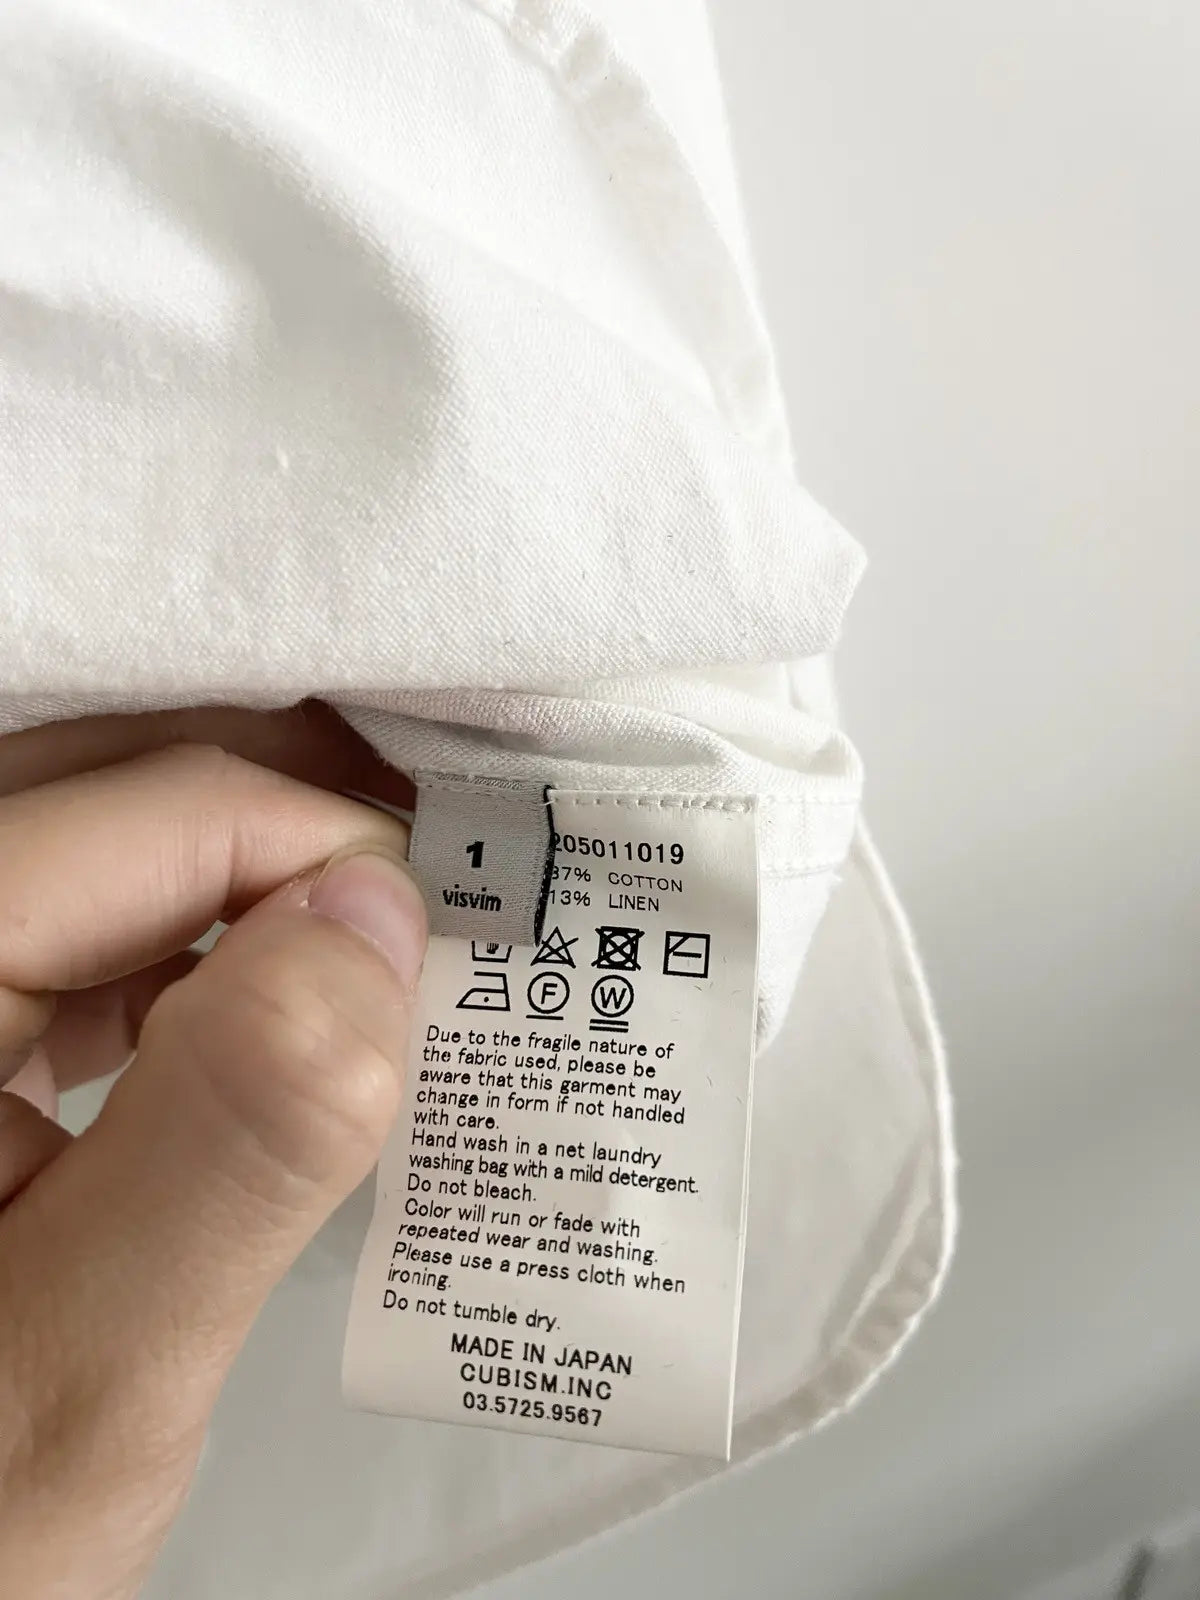 1
visvim
205011019
87% COTTON
13% LINEN
F
W
Due to the fragile nature of
the fabric used, please be
aware that this garment may
change in form if not handled
with care.
Hand wash in a net laundry
washing bag with a mild detergent.
Do not bleach.
Color will run or fade with
repeated wear and washing.
Please use a press cloth when
ironing.
Do not tumble dry.
MADE IN JAPAN
CUBISM.INC
03.5725.9567